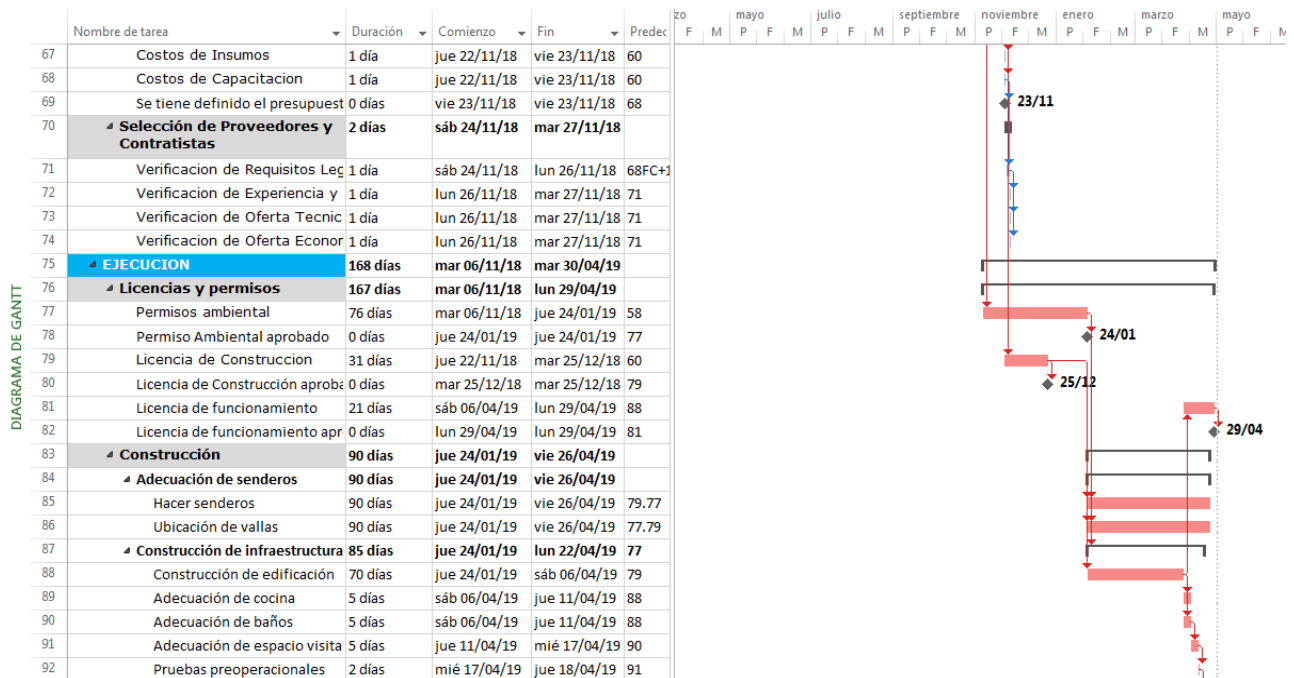 Nombre de tarea Duración Comienzo Fin Predec
zo mayo julio septiembre noviembre enero marzo mayo
F M P F M P F M P F M P F M P F M P F M P F M
67 Costos de Insumos 1 día jue 22/11/18 vie 23/11/18 60
68 Costos de Capacitacion 1 día jue 22/11/18 vie 23/11/18 60
69 Se tiene definido el presupuest 0 días vie 23/11/18 vie 23/11/18 68 23/11
70 Selección de Proveedores y 2 días sáb 24/11/18 mar 27/11/18
Contratistas
71 Verificacion de Requisitos Leg 1 día sáb 24/11/18 lun 26/11/18 68FC+1
72 Verificacion de Experiencia y 1 día lun 26/11/18 mar 27/11/18 71
73 Verificacion de Oferta Tecnic 1 día lun 26/11/18 mar 27/11/18 71
74 Verificacion de Oferta Econor 1 día lun 26/11/18 mar 27/11/18 71
75 EJECUCION 168 días mar 06/11/18 mar 30/04/19
76 Licencias y permisos 167 días mar 06/11/18 lun 29/04/19
77 Permisos ambiental 76 días mar 06/11/18 jue 24/01/19 58
78 Permiso Ambiental aprobado 0 días jue 24/01/19 jue 24/01/19 77 24/01
79 Licencia de Construccion 31 días jue 22/11/18 mar 25/12/18 60
80 Licencia de Construcción aproba 0 días mar 25/12/18 mar 25/12/18 79 25/12
81 Licencia de funcionamiento 21 días sáb 06/04/19 lun 29/04/19 88
82 Licencia de funcionamiento apr 0 días lun 29/04/19 lun 29/04/19 81 29/04
83 Construcción 90 días jue 24/01/19 vie 26/04/19
84 Adecuación de senderos 90 días jue 24/01/19 vie 26/04/19
85 Hacer senderos 90 días jue 24/01/19 vie 26/04/19 79.77
86 Ubicación de vallas 90 días jue 24/01/19 vie 26/04/19 77.79
87 Construcción de infraestructura 85 días jue 24/01/19 lun 22/04/19 77
88 Construcción de edificación 70 días jue 24/01/19 sáb 06/04/19 79
89 Adecuación de cocina 5 días sáb 06/04/19 jue 11/04/19 88
90 Adecuación de baños 5 días sáb 06/04/19 jue 11/04/19 88
91 Adecuación de espacio visita 5 días jue 11/04/19 mié 17/04/19 90
92 Pruebas preoperacionales 2 días mié 17/04/19 jue 18/04/19 91
DIAGRAMA DE GANTT